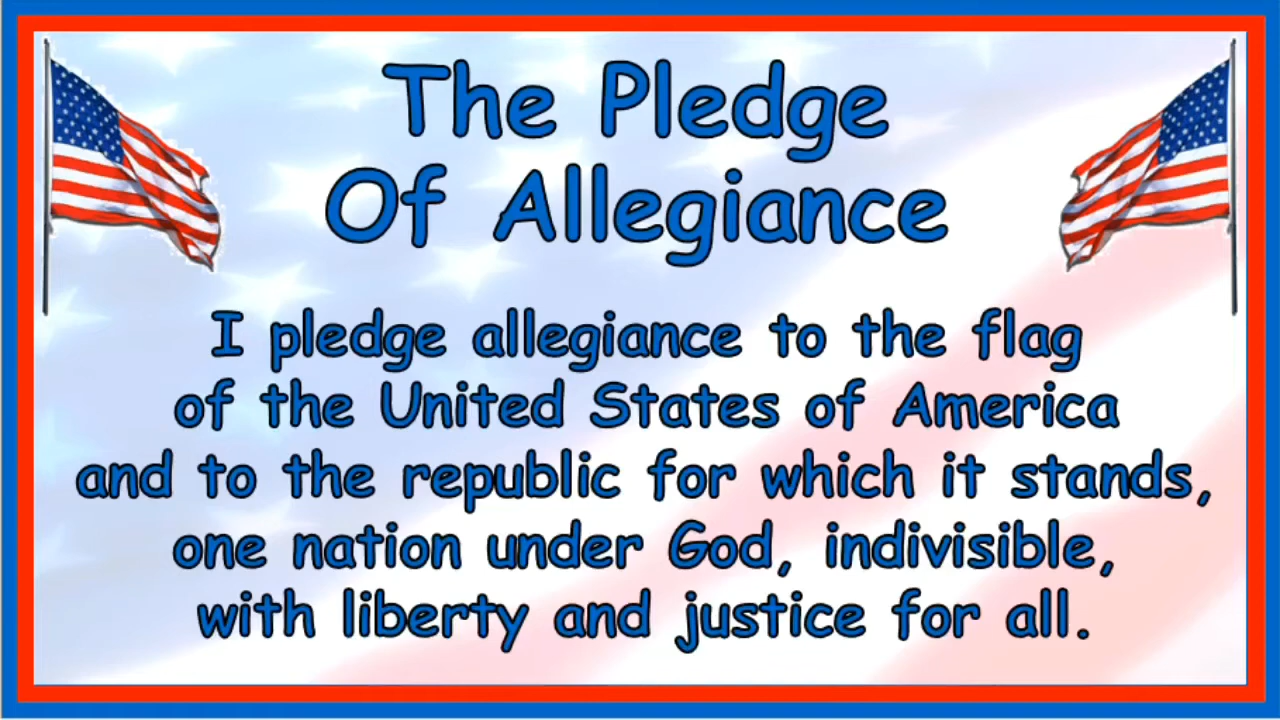 The Pledge
Of Allegiance
I pledge allegiance to the flag
of the United States of America
and to the republic for which it stands,
one nation under God, indivisible,
with liberty and justice for all.